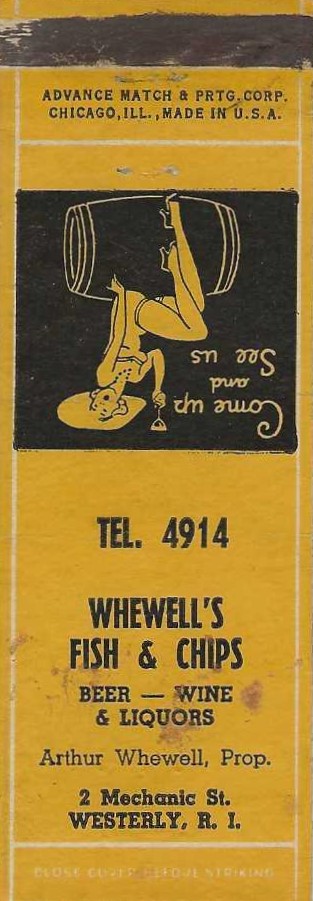 ADVANCE MATCH & PRTG. CORP.
CHICAGO, ILL., MADE IN U.S.A.
Come up
and
See us
TEL. 4914
WHEWELL'S
FISH & CHIPS
BEER — WINE
& LIQUORS
Arthur Whewell, Prop.
2 Mechanic St.
WESTERLY, R. I.
CLOSE COVER BEFORE STRIKING